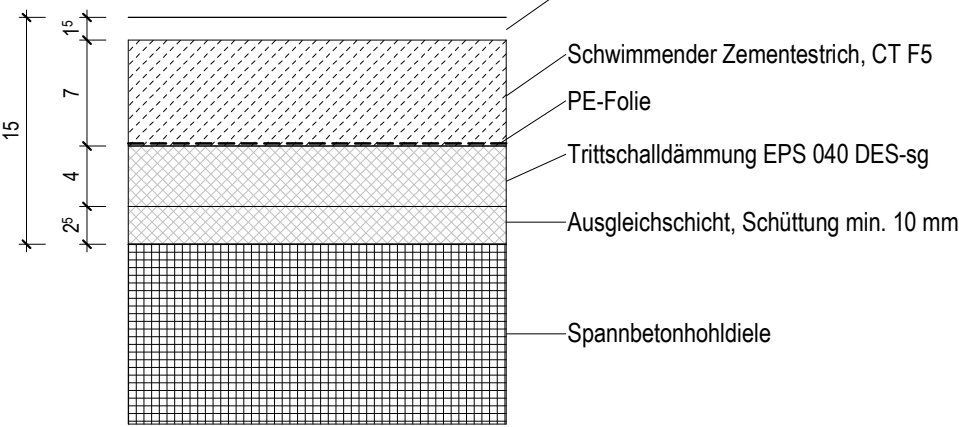 Schwimmender Zementestrich, CT F5
PE-Folie
Trittschalldämmung EPS 040 DES-sg
Ausgleichschicht, Schüttung min. 10 mm
Spannbetonhohldiele
15
1⁵
7
4
2⁵